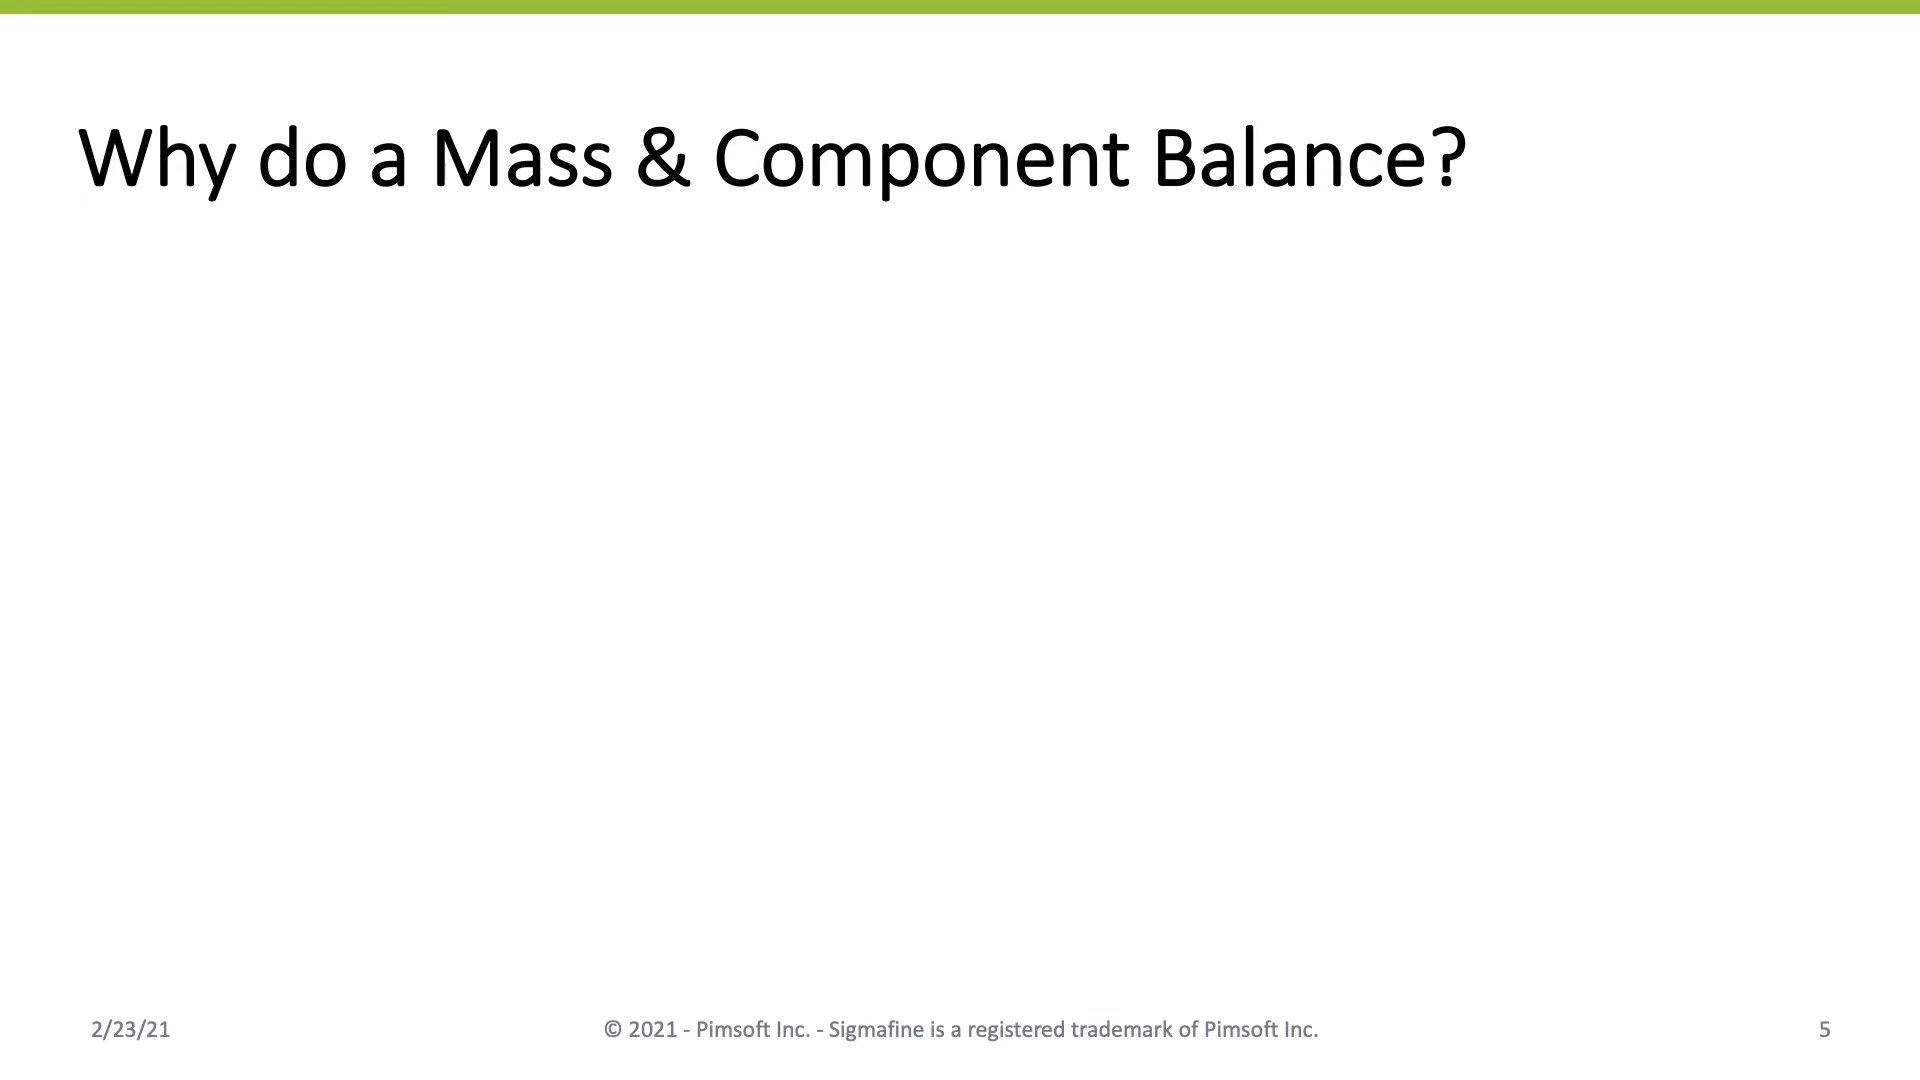 Why do a Mass & Component Balance?
2/23/21
© 2021 - Pimsoft Inc. - Sigmafine is a registered trademark of Pimsoft Inc.
5